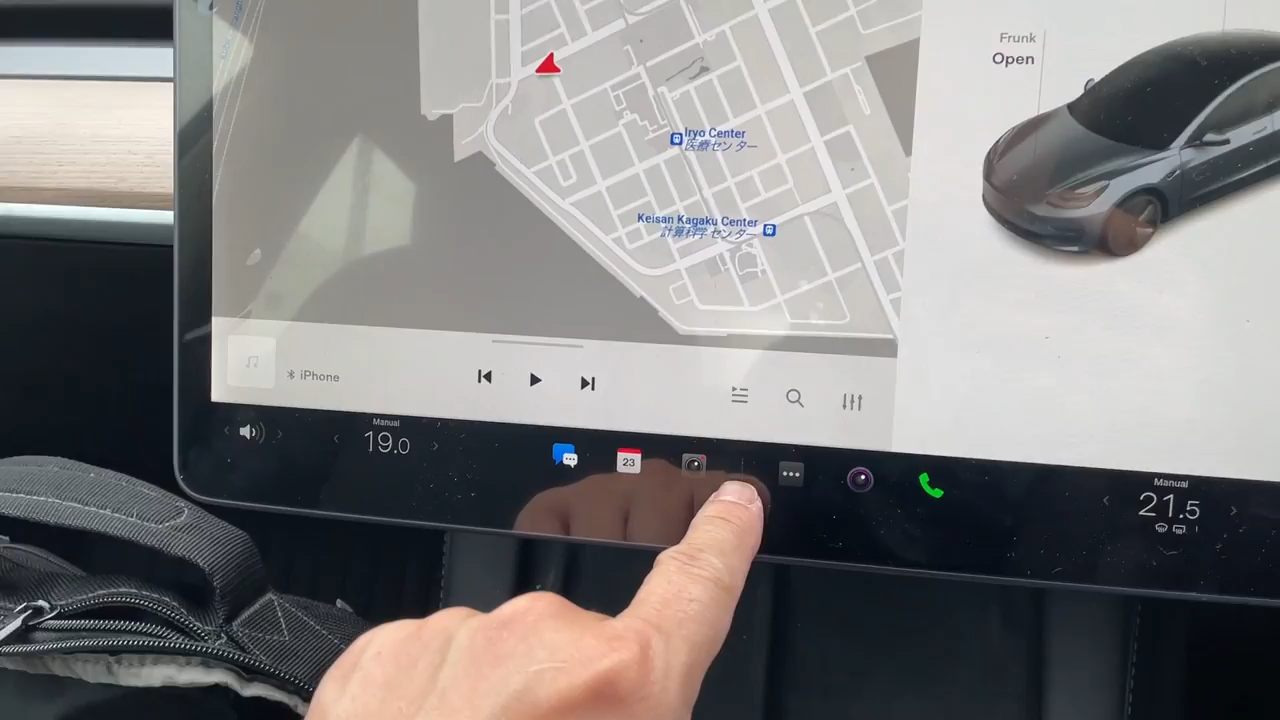 Frunk
Open
Iryo Center
医療センター
Keisan Kagaku Center
計算科学センター
iPhone
Manual
19.0
23
Manual
21.5